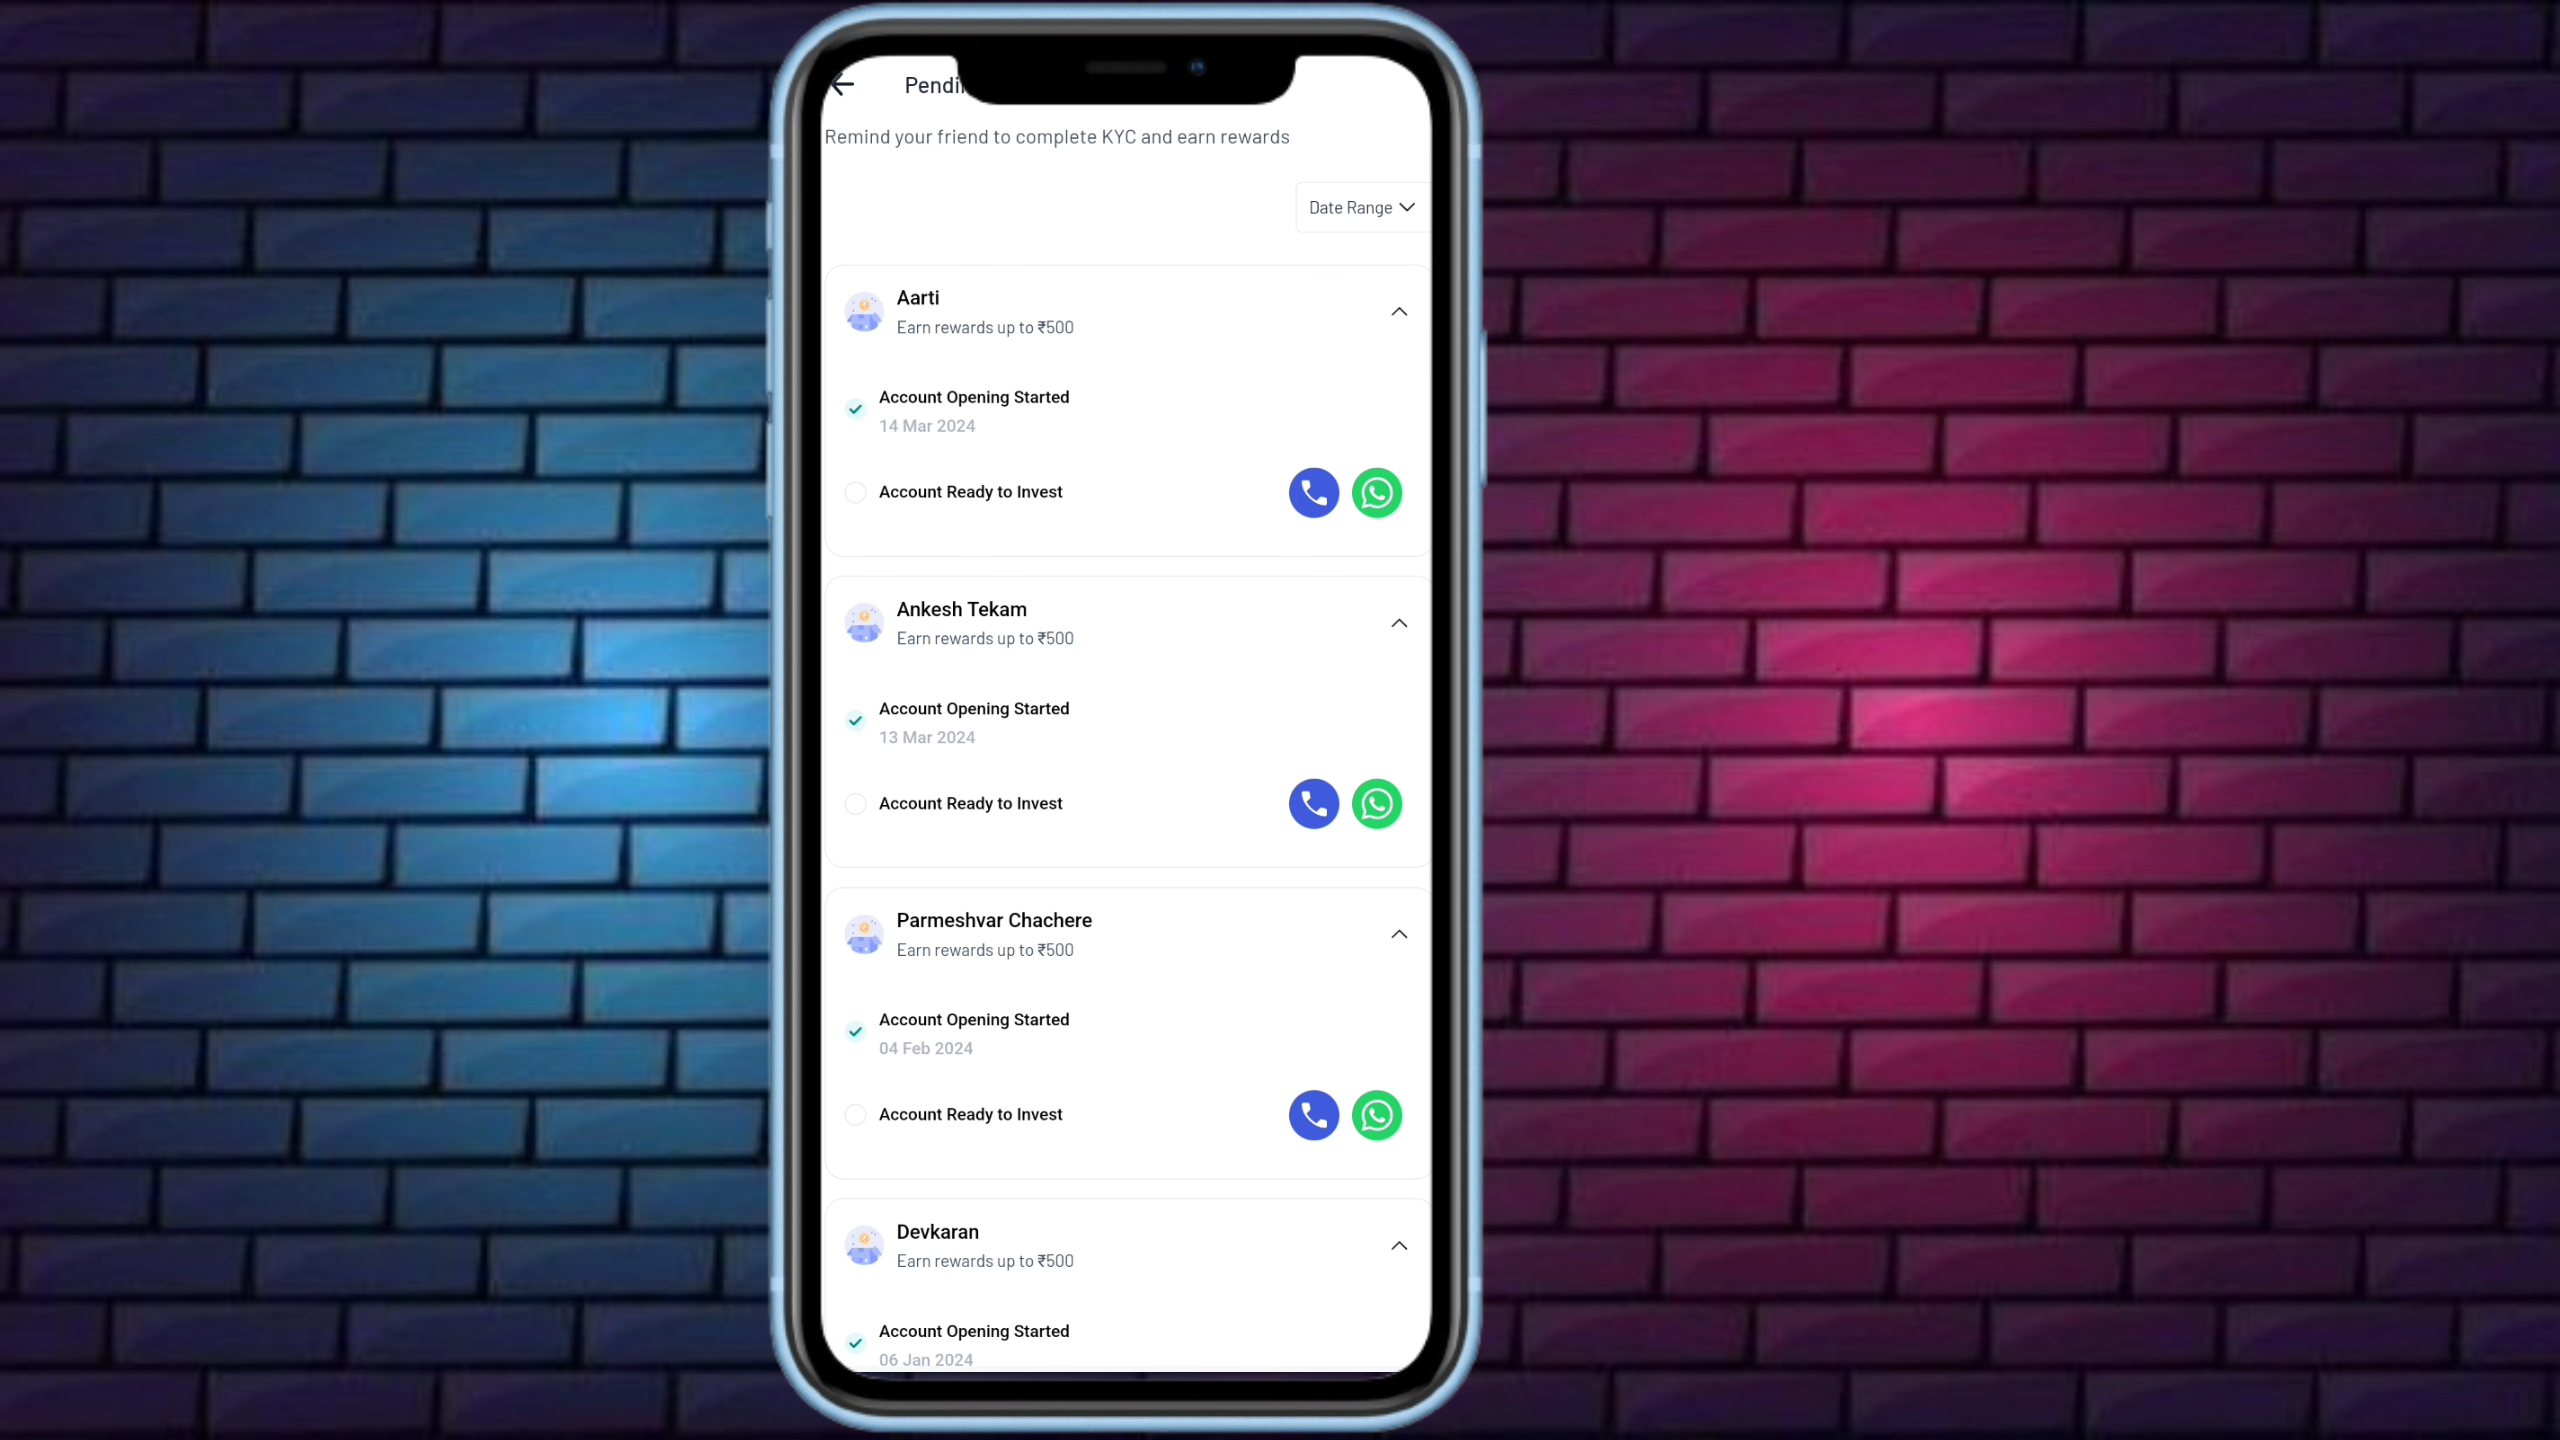 Remind your friend to complete KYC and earn rewards
Date Range
Aarti
Earn rewards up to ₹500
Account Opening Started
14 Mar 2024
Account Ready to Invest
Ankesh Tekam
Earn rewards up to ₹500
Account Opening Started
13 Mar 2024
Account Ready to Invest
Parmeshvar Chachere
Earn rewards up to ₹500
Account Opening Started
04 Feb 2024
Account Ready to Invest
Devkaran
Earn rewards up to ₹500
Account Opening Started
06 Jan 2024